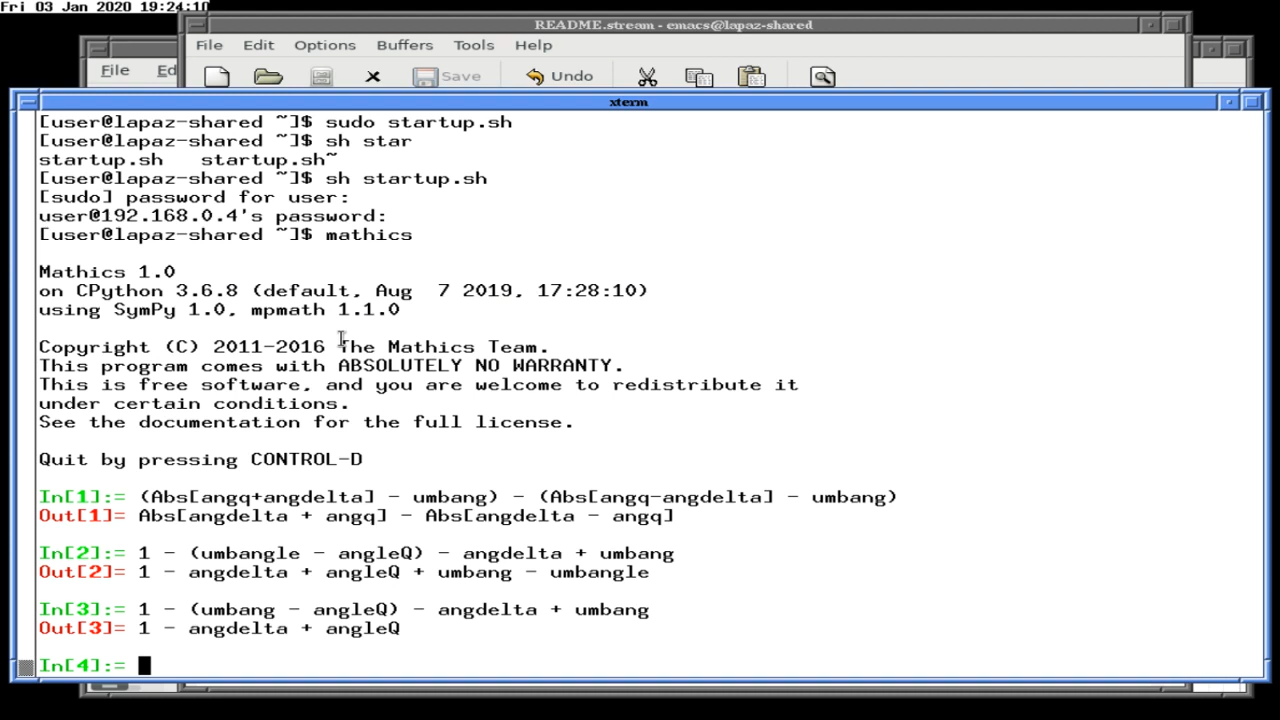 Fri 03 Jan 2020 19:24:10
README.stream - emacs@lapaz-shared
File Edit Options Buffers Tools Help
File Ed
Save Undo
xterm
[user@lapaz-shared ~]$ sudo startup.sh
[user@lapaz-shared ~]$ sh star
startup.sh startup.sh~
[user@lapaz-shared ~]$ sh startup.sh
[sudo] password for user:
user@192.168.0.4's password:
[user@lapaz-shared ~]$ mathics
Mathics 1.0
on CPython 3.6.8 (default, Aug 7 2019, 17:28:10)
using SymPy 1.0, mpmath 1.1.0
Copyright (C) 2011-2016 The Mathics Team.
This program comes with ABSOLUTELY NO WARRANTY.
This is free software, and you are welcome to redistribute it
under certain conditions.
See the documentation for the full license.
Quit by pressing CONTROL-D
In[1]:= (Abs[angq+angdelta] - umbang) - (Abs[angq-angdelta] - umbang)
Out[1]= Abs[angdelta + angq] - Abs[angdelta - angq]
In[2]:= 1 - (umbangle - angleQ) - angdelta + umbang
Out[2]= 1 - angdelta + angleQ + umbang - umbangle
In[3]:= 1 - (umbang - angleQ) - angdelta + umbang
Out[3]= 1 - angdelta + angleQ
In[4]:=